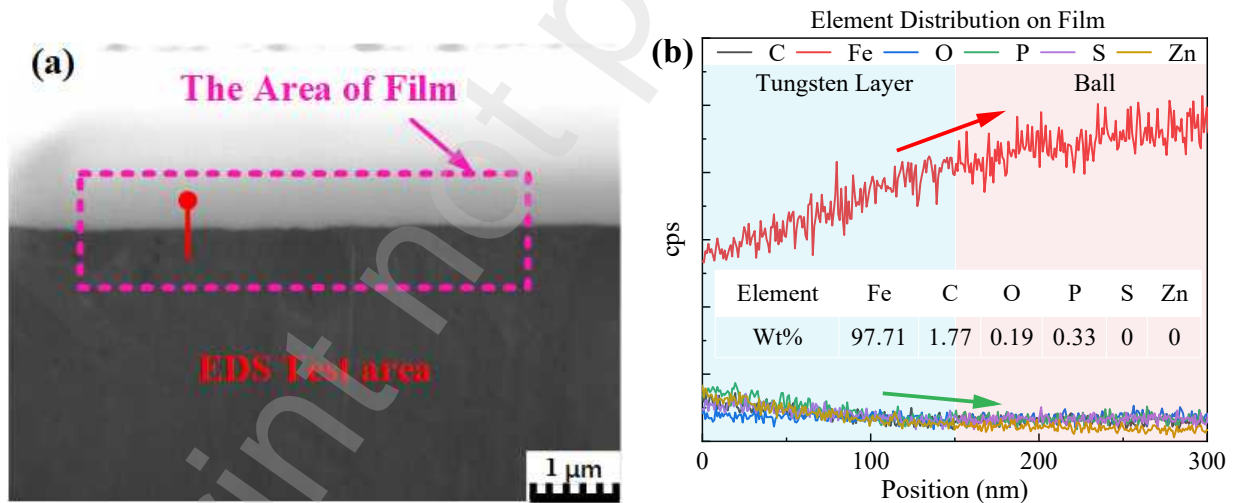 (a)
The Area of Film
EDS Test area
1 μm
(b)
Element Distribution on Film
C Fe O P S Zn
Tungsten Layer Ball
cps
Element Fe C O P S Zn
Wt% 97.71 1.77 0.19 0.33 0 0
0 100 200 300
Position (nm)